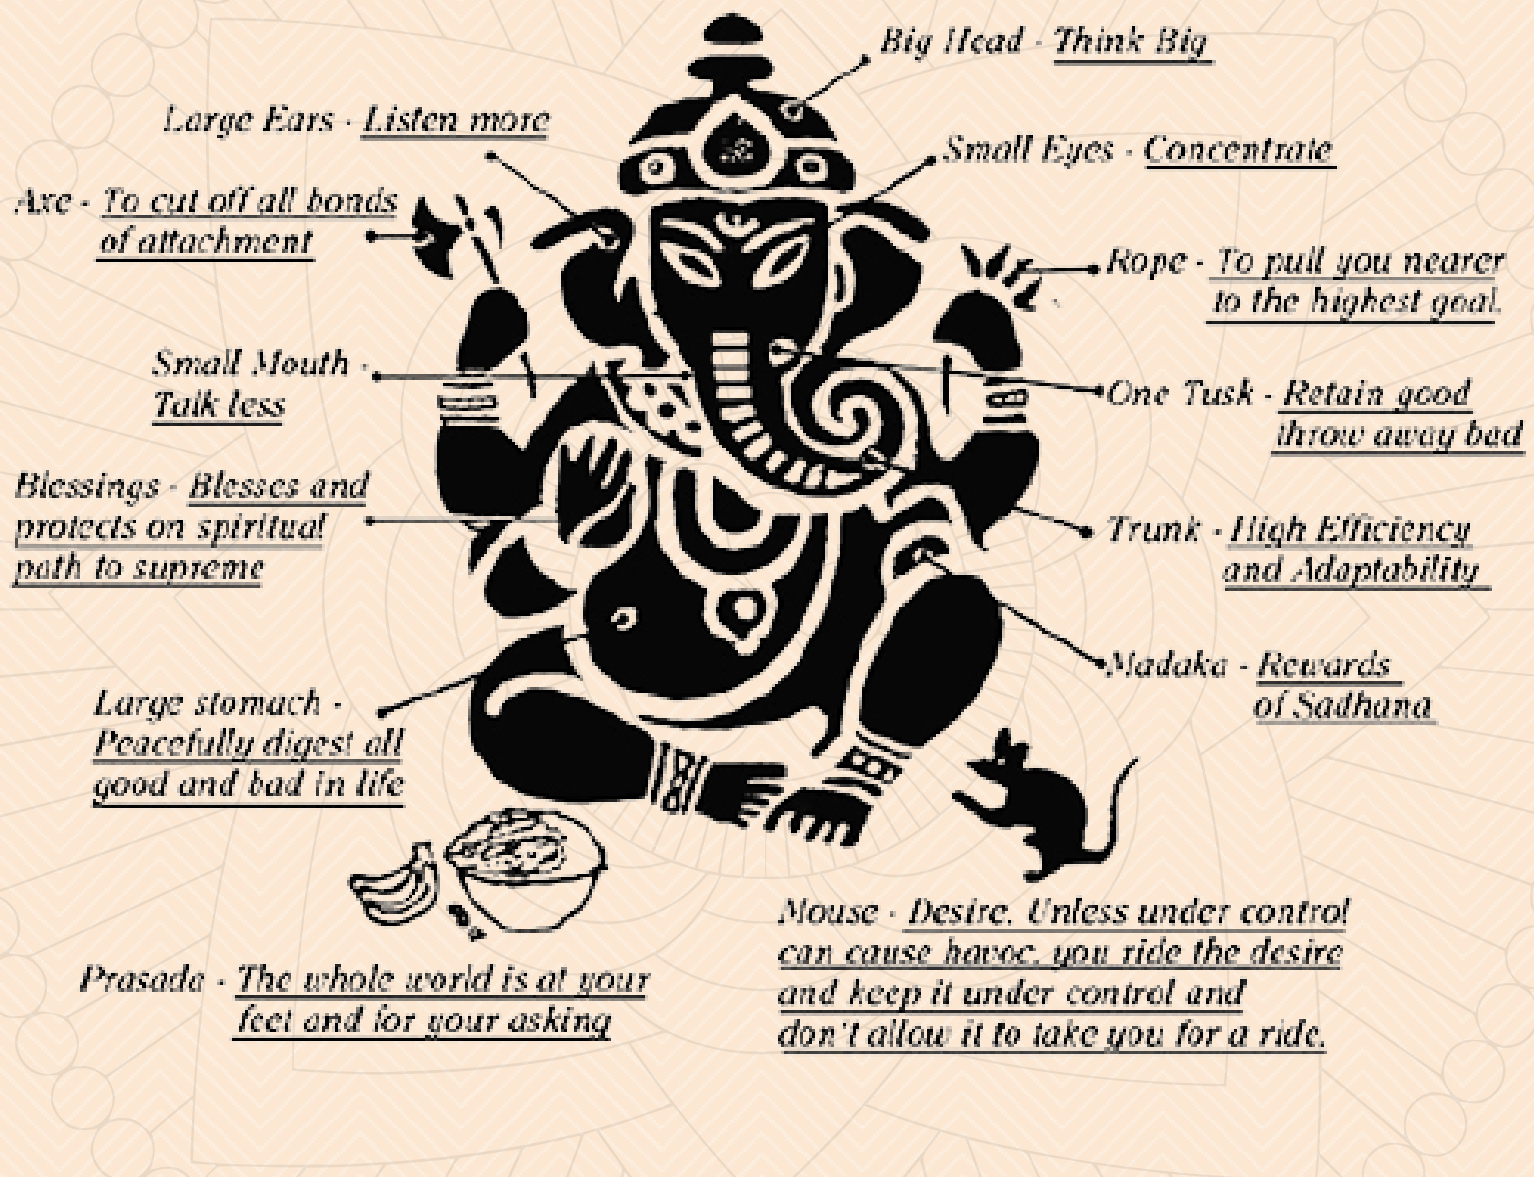 Big Head - Think Big
Large Ears - Listen more
Small Eyes - Concentrate
Axe - To cut off all bonds
of attachment
Rope - To pull you nearer
to the highest goal.
Small Mouth -
Talk less
One Tusk - Retain good
throw away bad
Blessings - Blesses and
protects on spiritual
path to supreme
Trunk - High Efficiency
and Adaptability
Madaka - Rewards
of Sadhana
Large stomach -
Peacefully digest all
good and bad in life
Mouse - Desire. Unless under control
can cause havoc. you ride the desire
and keep it under control and
don't allow it to take you for a ride.
Prasada - The whole world is at your
feet and for your asking